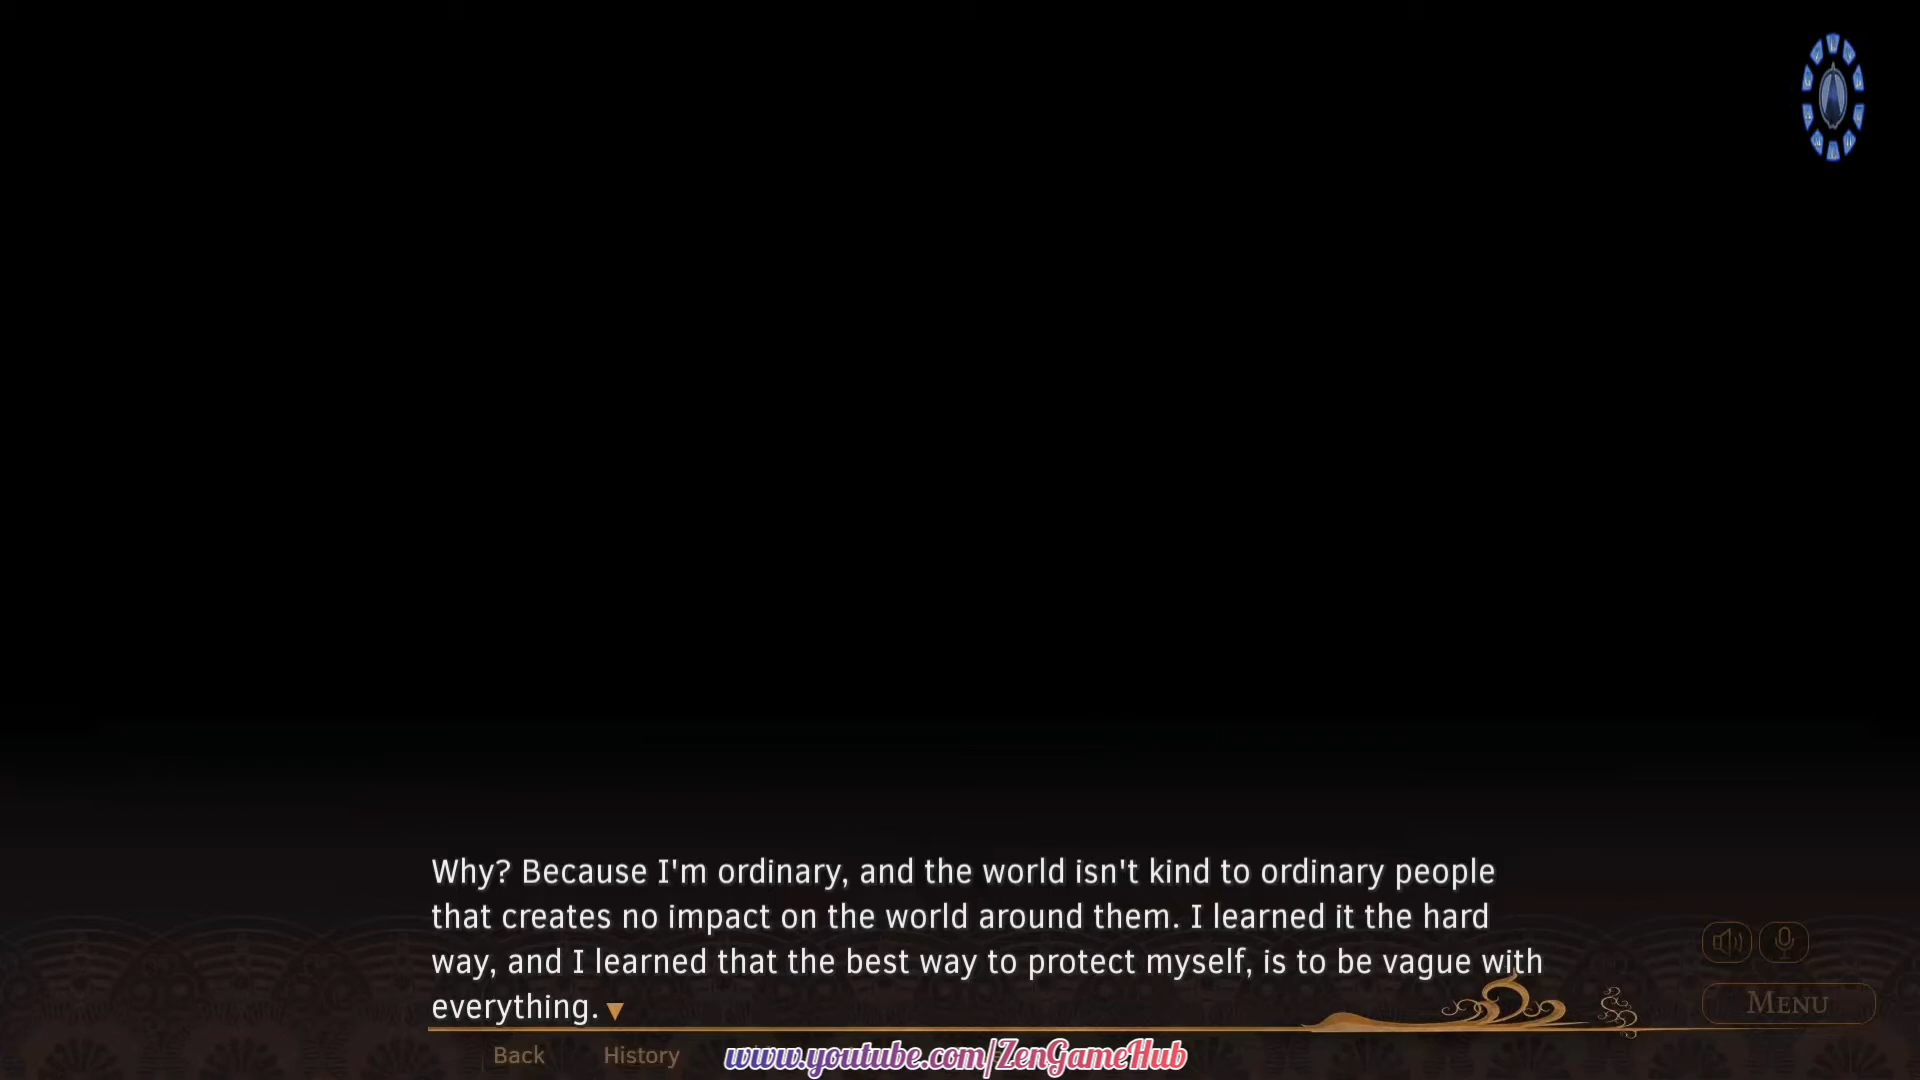 Why? Because I'm ordinary, and the world isn't kind to ordinary people
that creates no impact on the world around them. I learned it the hard
way, and I learned that the best way to protect myself, is to be vague with
everything.
MENU
Back
History
www.youtube.com/ZenGameHub